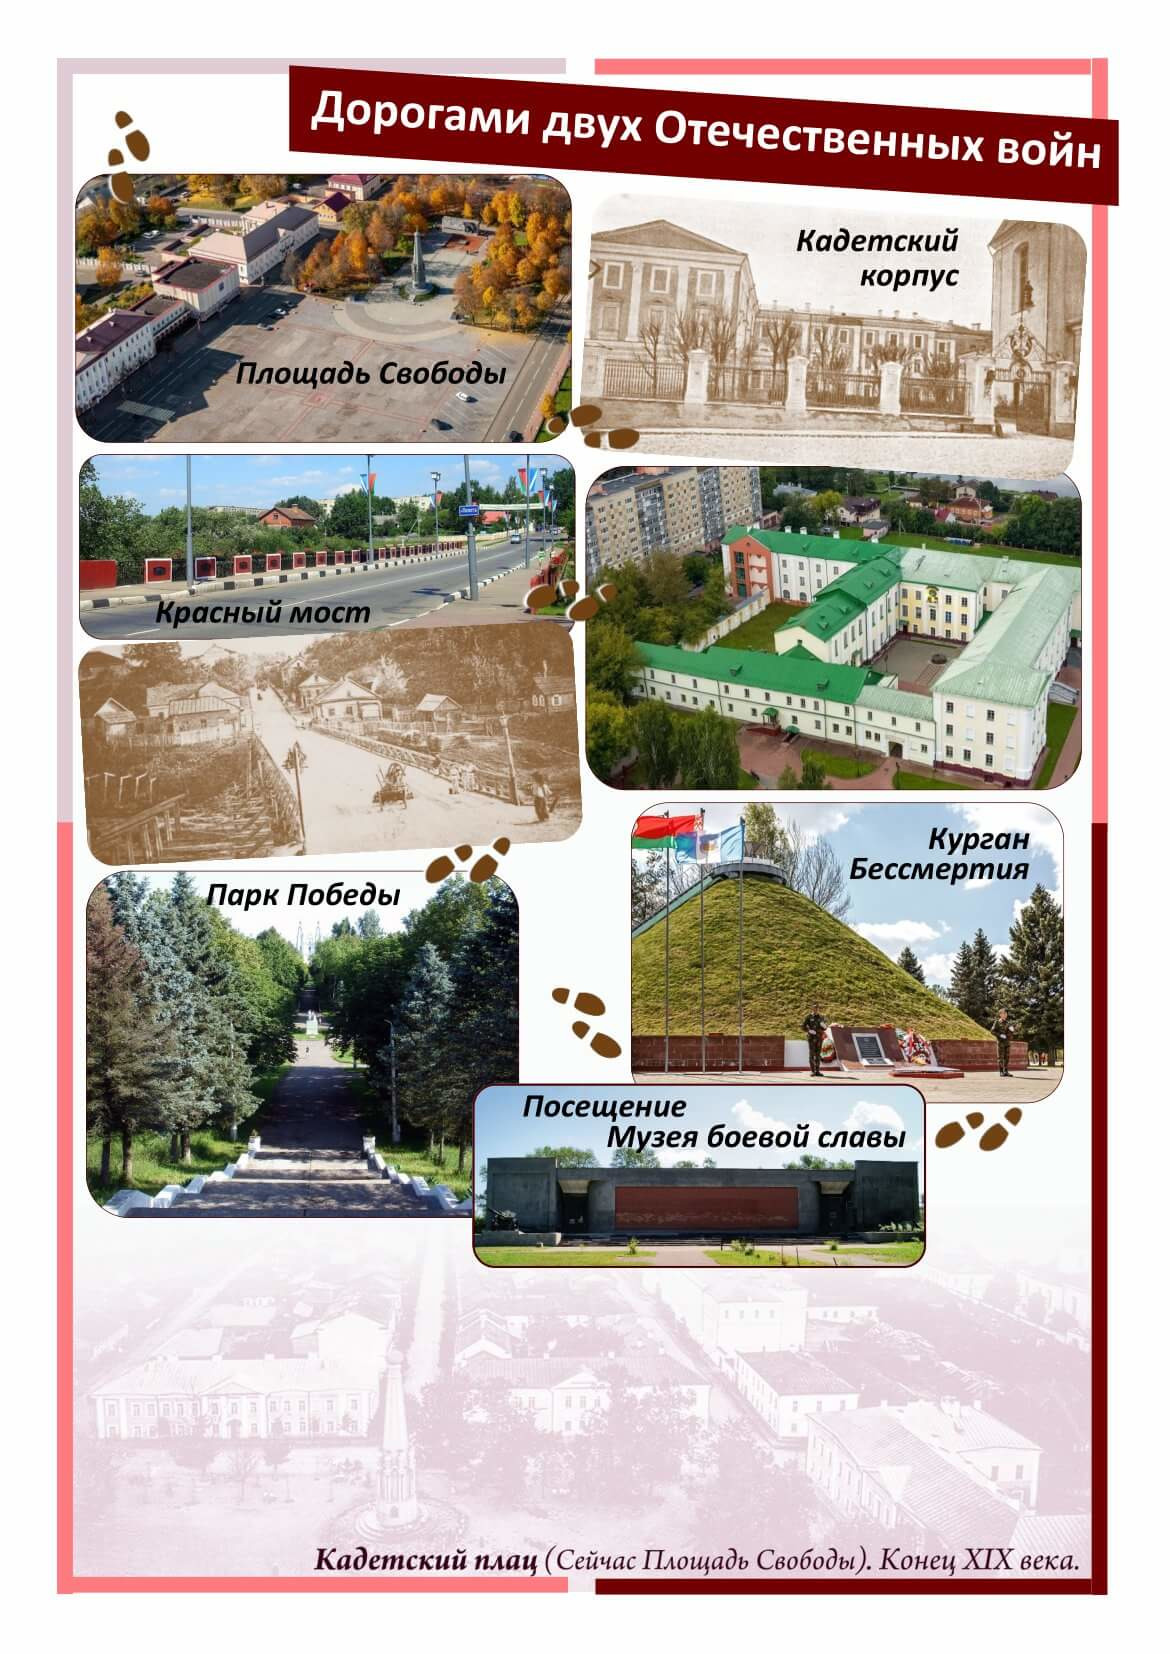 Дорогами двух Отечественных войн
Площадь Свободы
Кадетский
корпус
Красный мост
Парк Победы
Курган
Бессмертия
Посещение
Музея боевой славы
Кадетский плац (Сейчас Площадь Свободы). Конец XIX века.